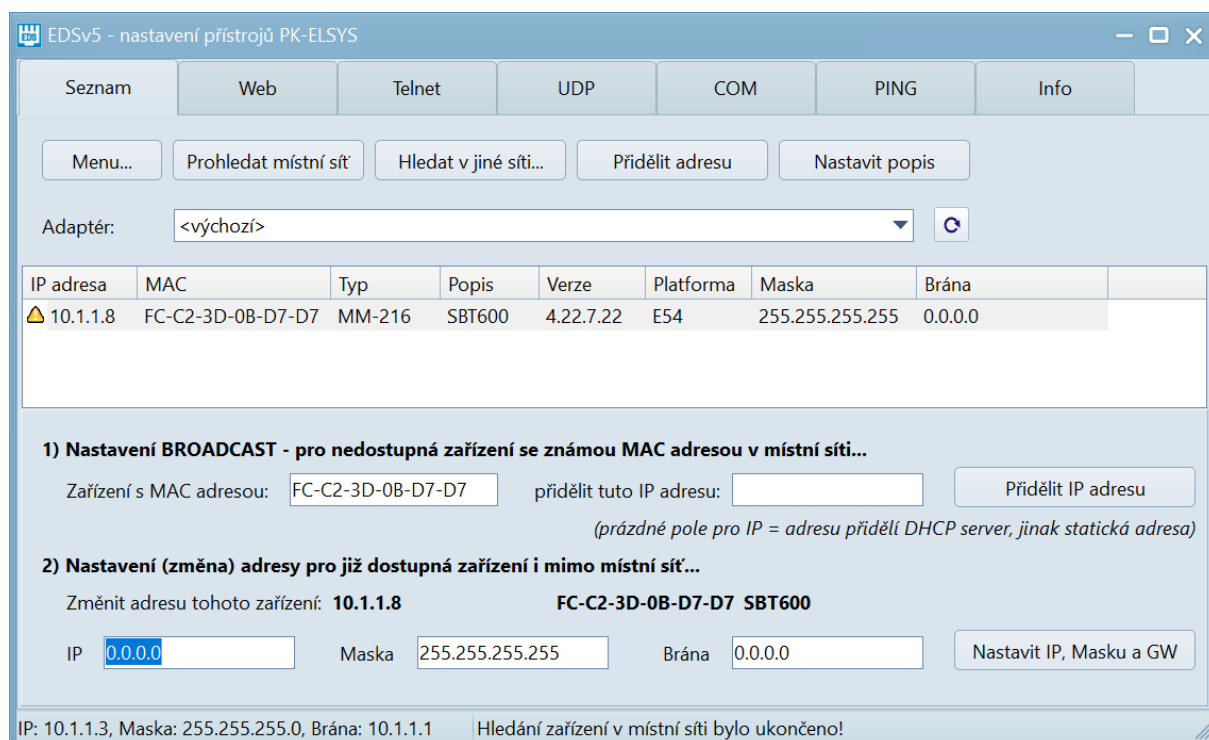 EDSv5 - nastavení přístrojů PK-ELSYS
Seznam Web Telnet UDP COM PING Info
Menu... Prohledat místní síť Hledat v jiné síti... Přidělit adresu Nastavit popis
Adaptér: <výchozí>
IP adresa MAC Typ Popis Verze Platforma Maska Brána
10.1.1.8 FC-C2-3D-0B-D7-D7 MM-216 SBT600 4.22.7.22 E54 255.255.255.255 0.0.0.0
1) Nastavení BROADCAST - pro nedostupná zařízení se známou MAC adresou v místní síti...
Zařízení s MAC adresou: FC-C2-3D-0B-D7-D7 přidělit tuto IP adresu: Přidělit IP adresu
(prázdné pole pro IP = adresu přidělí DHCP server, jinak statická adresa)
2) Nastavení (změna) adresy pro již dostupná zařízení i mimo místní síť...
Změnit adresu tohoto zařízení: 10.1.1.8 FC-C2-3D-0B-D7-D7 SBT600
IP 0.0.0.0 Maska 255.255.255.255 Brána 0.0.0.0 Nastavit IP, Masku a GW
IP: 10.1.1.3, Maska: 255.255.255.0, Brána: 10.1.1.1 Hledání zařízení v místní síti bylo ukončeno!